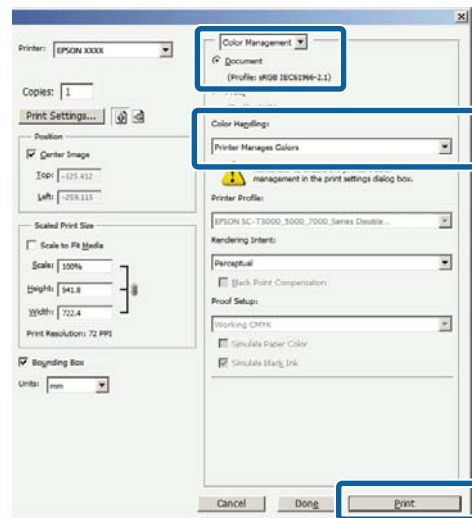 Printer: EPSON XXXX
Copies: 1
Print Settings...
Position
Center Image
Top: -125.412
Left: -259.115
Scaled Print Size
Scale to Fit Media
Scale: 100%
Height: 541.8
Width: 722.4
Print Resolution: 72 PPI
Bounding Box
Units: mm
Color Management
Document
(Profile: sRGB IEC61966-2.1)
Color Handling:
Printer Manages Colors
management in the print settings dialog box.
Printer Profile:
EPSON SC-T3000_5000_7000_Series Double...
Rendering Intent:
Perceptual
Black Point Compensation
Proof Setup:
Working CMYK
Simulate Paper Color
Simulate Black Ink
Cancel
Done
Print